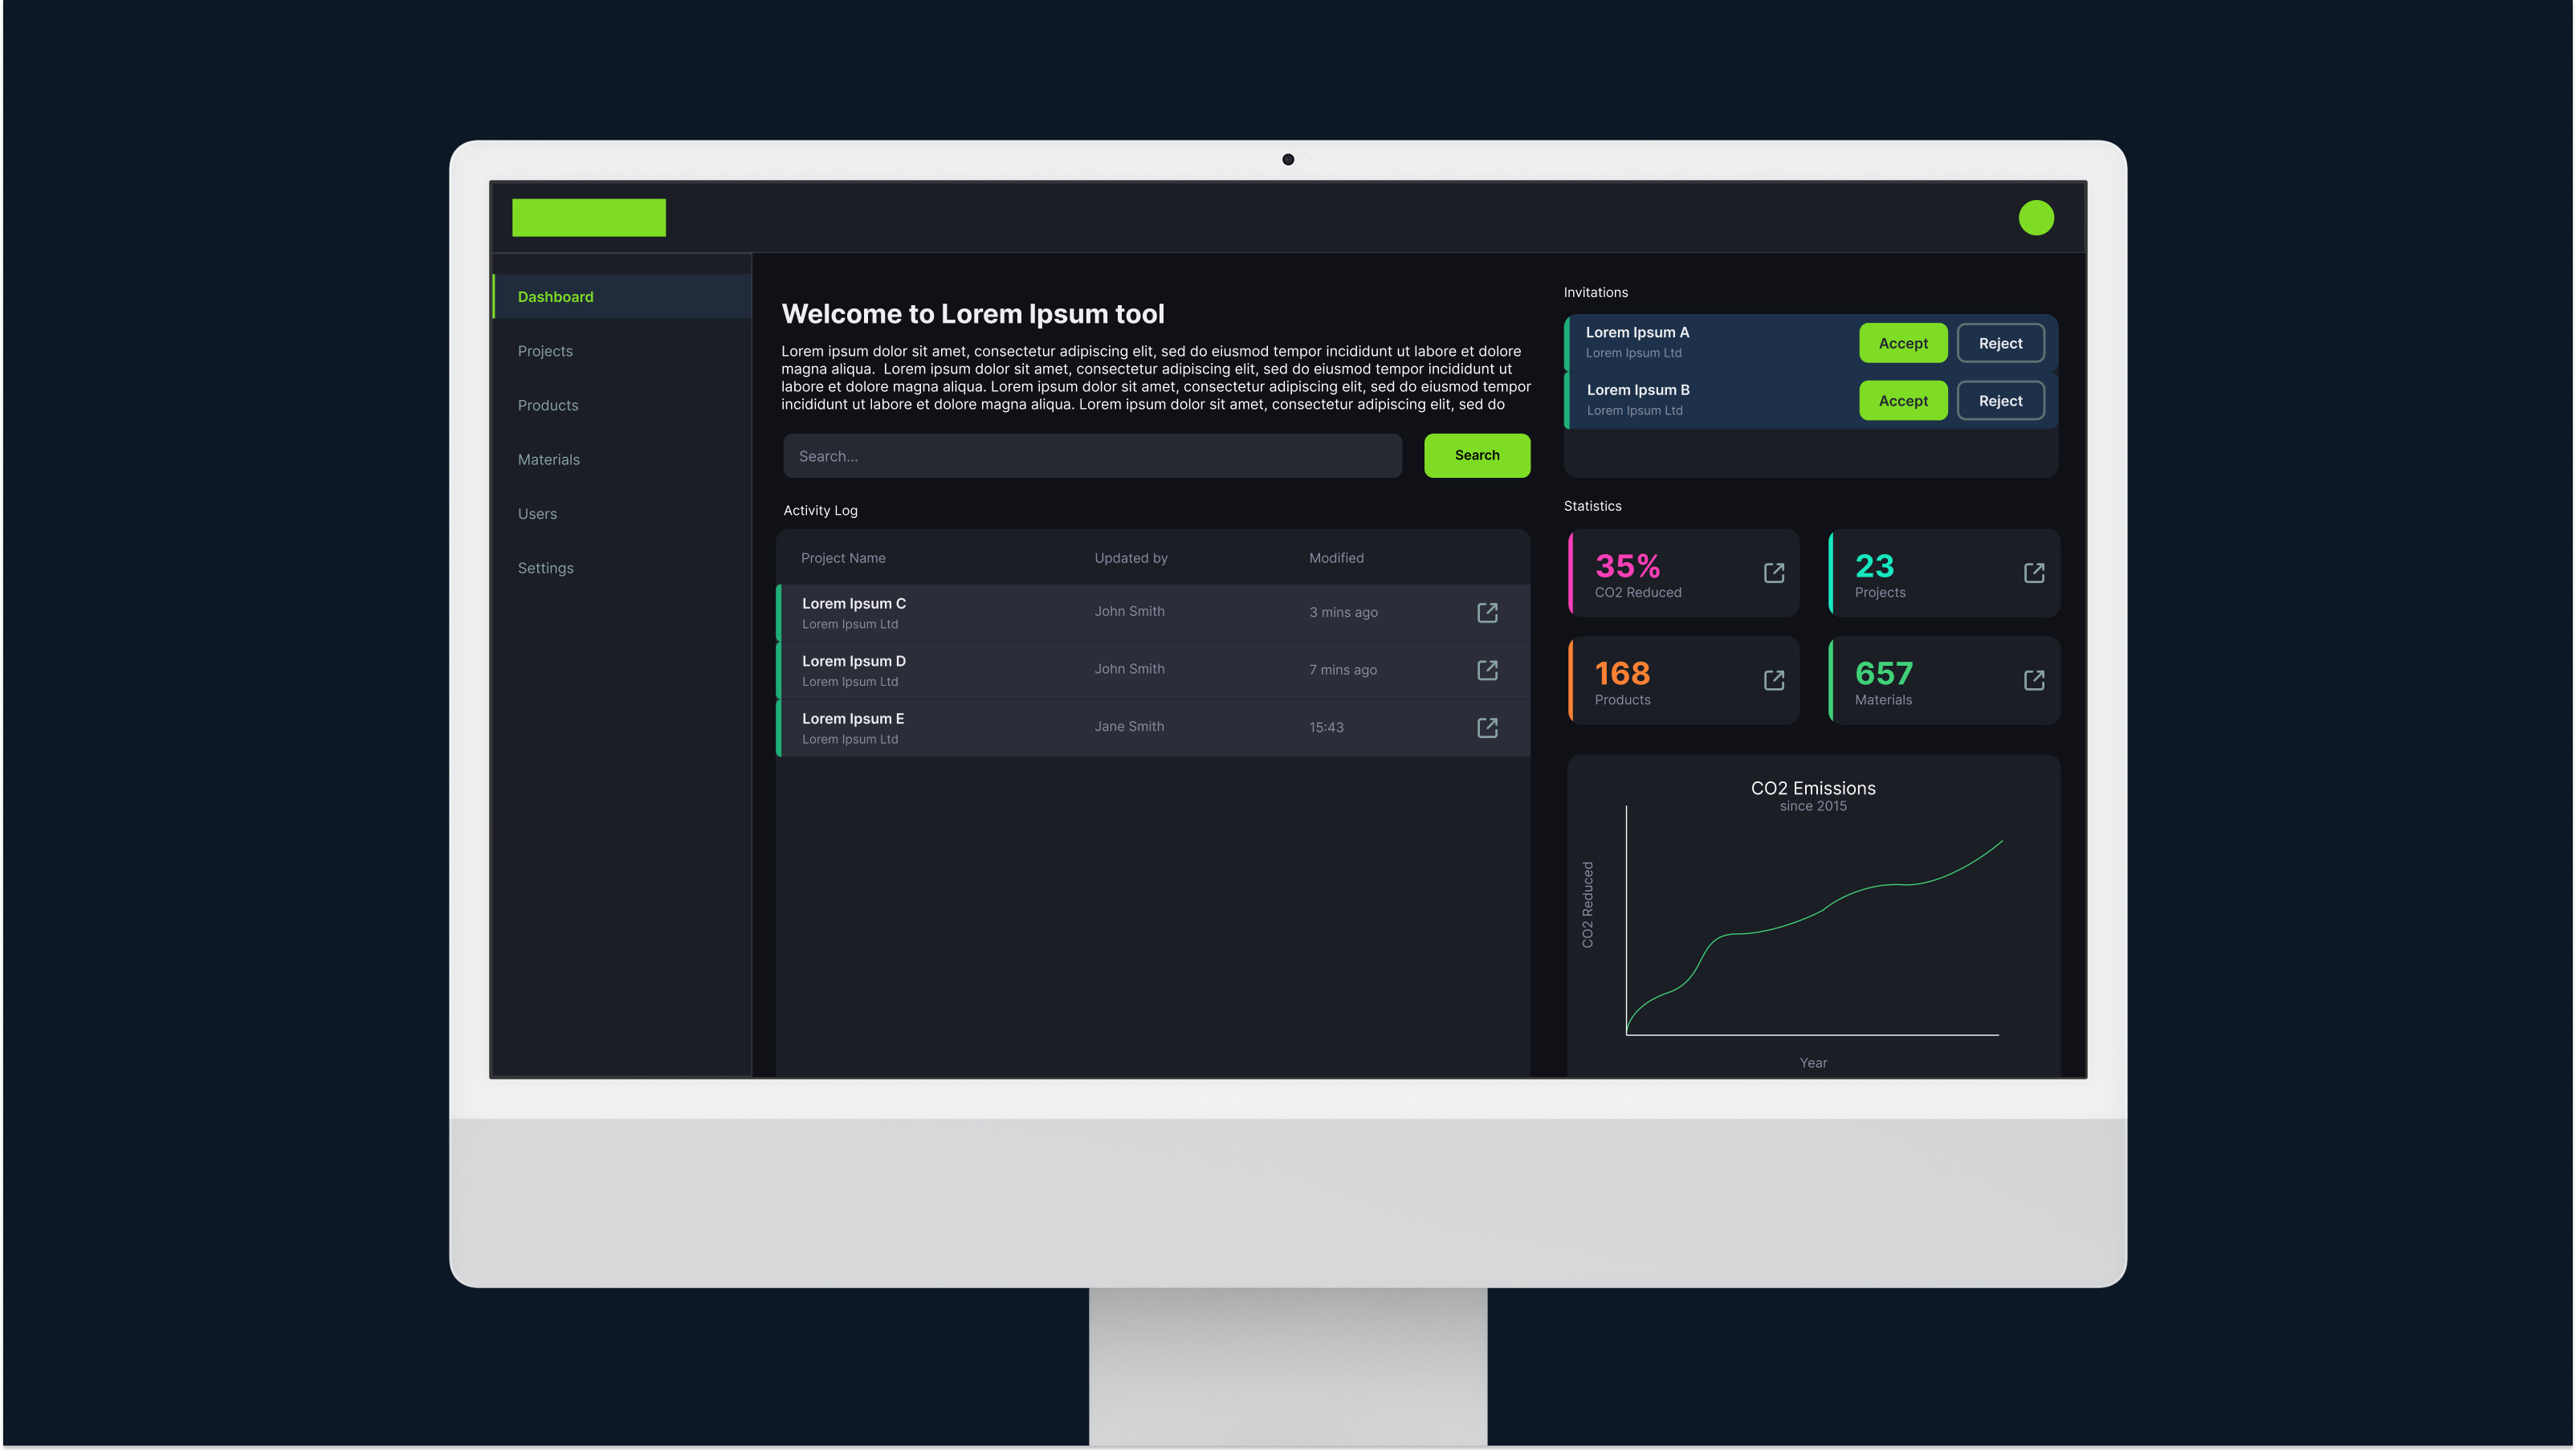 Dashboard
Projects
Products
Materials
Users
Settings
Welcome to Lorem Ipsum tool
Lorem ipsum dolor sit amet, consectetur adipiscing elit, sed do eiusmod tempor incididunt ut labore et dolore
magna aliqua.  Lorem ipsum dolor sit amet, consectetur adipiscing elit, sed do eiusmod tempor incididunt ut
labore et dolore magna aliqua. Lorem ipsum dolor sit amet, consectetur adipiscing elit, sed do eiusmod tempor
incididunt ut labore et dolore magna aliqua. Lorem ipsum dolor sit amet, consectetur adipiscing elit, sed do
Search...
Search
Activity Log
Project Name Updated by Modified
Lorem Ipsum C
Lorem Ipsum Ltd
John Smith
3 mins ago
Lorem Ipsum D
Lorem Ipsum Ltd
John Smith
7 mins ago
Lorem Ipsum E
Lorem Ipsum Ltd
Jane Smith
15:43
Invitations
Lorem Ipsum A
Lorem Ipsum Ltd
Accept
Reject
Lorem Ipsum B
Lorem Ipsum Ltd
Accept
Reject
Statistics
35%
CO2 Reduced
23
Projects
168
Products
657
Materials
CO2 Emissions
since 2015
CO2 Reduced
Year